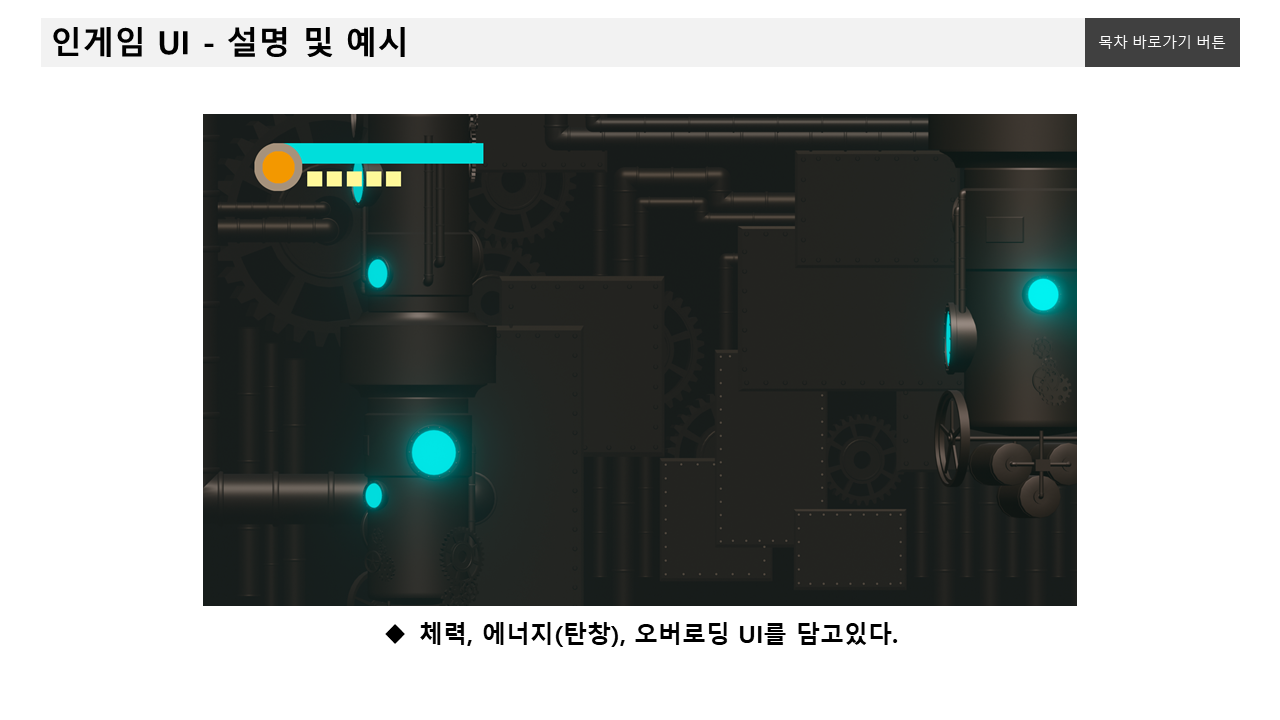 인게임 UI - 설명 및 예시
목차 바로가기 버튼
◆ 체력, 에너지(탄창), 오버로딩 UI를 담고있다.